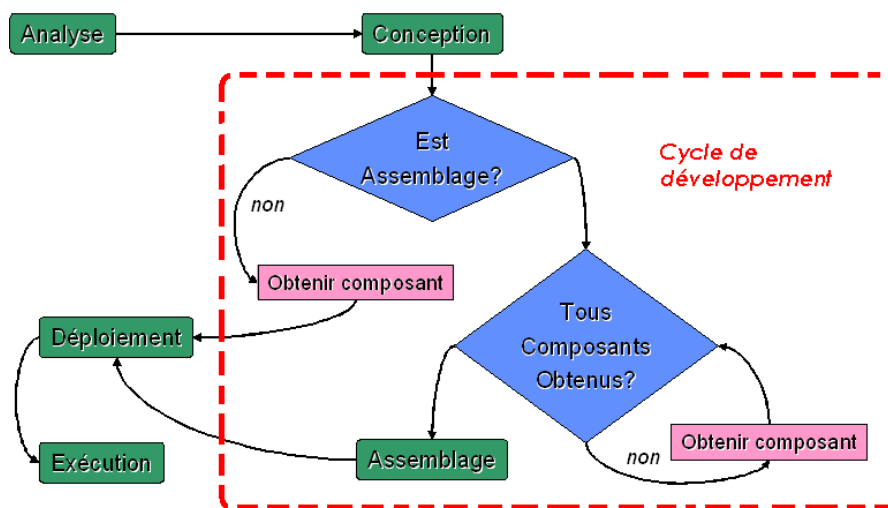 Analyse
Conception
Est
Assemblage?
Cycle de
développement
non
Obtenir composant
Tous
Composants
Obtenus?
Déploiement
Obtenir composant
non
Assemblage
Exécution